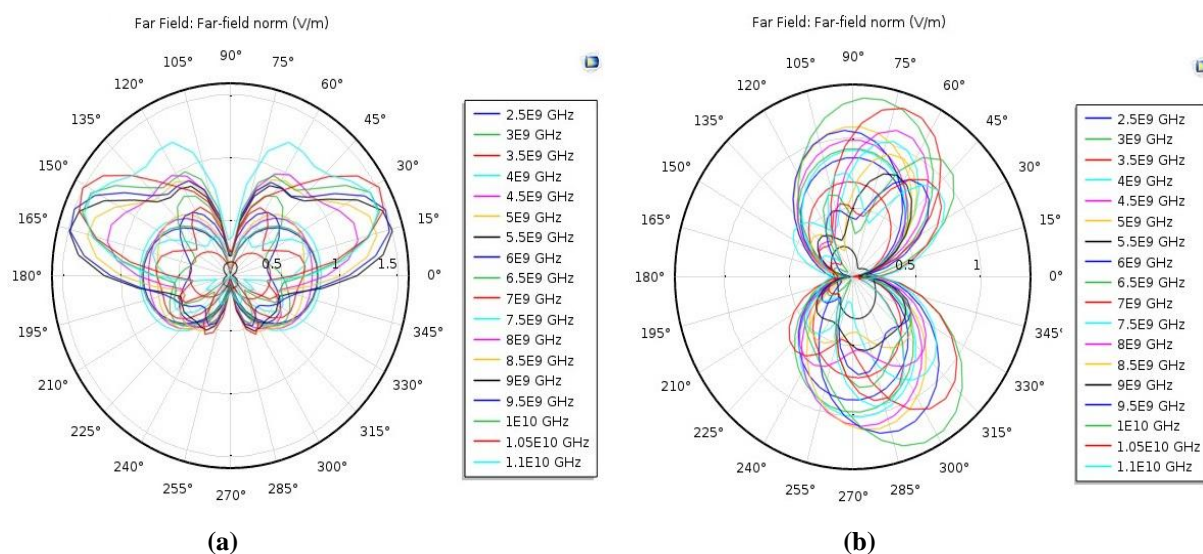 Far Field: Far-field norm (V/m)
90°
105°
75°
120°
60°
135°
45°
150°
30°
165°
15°
180°
0.5
1
1.5
0°
195°
345°
210°
330°
225°
315°
240°
300°
255°
285°
270°
2.5E9 GHz
3E9 GHz
3.5E9 GHz
4E9 GHz
4.5E9 GHz
5E9 GHz
5.5E9 GHz
6E9 GHz
6.5E9 GHz
7E9 GHz
7.5E9 GHz
8E9 GHz
8.5E9 GHz
9E9 GHz
9.5E9 GHz
1E10 GHz
1.05E10 GHz
1.1E10 GHz
(a)
Far Field: Far-field norm (V/m)
90°
105°
75°
120°
60°
135°
45°
150°
30°
165°
15°
180°
0.5
1
0°
195°
345°
210°
330°
225°
315°
240°
300°
255°
285°
270°
2.5E9 GHz
3E9 GHz
3.5E9 GHz
4E9 GHz
4.5E9 GHz
5E9 GHz
5.5E9 GHz
6E9 GHz
6.5E9 GHz
7E9 GHz
7.5E9 GHz
8E9 GHz
8.5E9 GHz
9E9 GHz
9.5E9 GHz
1E10 GHz
1.05E10 GHz
1.1E10 GHz
(b)